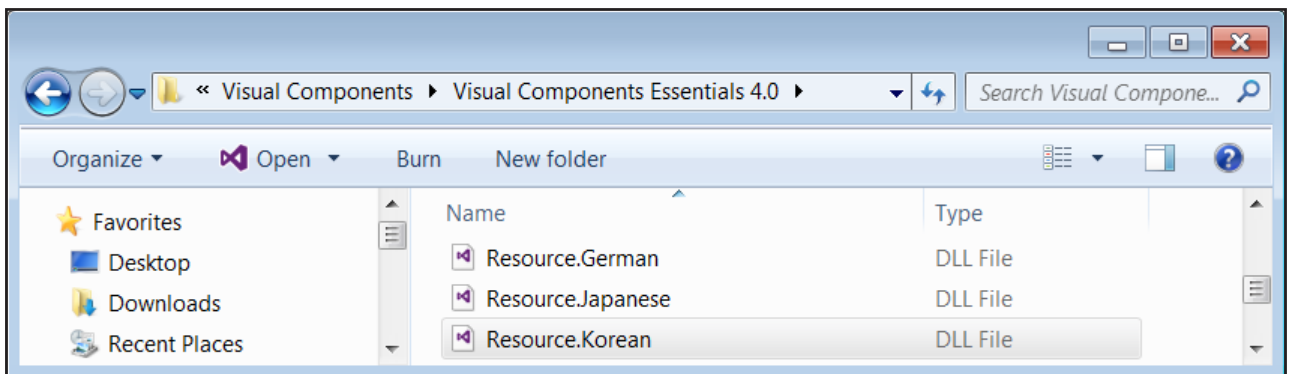 « Visual Components ▸ Visual Components Essentials 4.0 ▸ Search Visual Compone...
Organize Open Burn New folder
Favorites
Desktop
Downloads
Recent Places
Name Type
Resource.German DLL File
Resource.Japanese DLL File
Resource.Korean DLL File